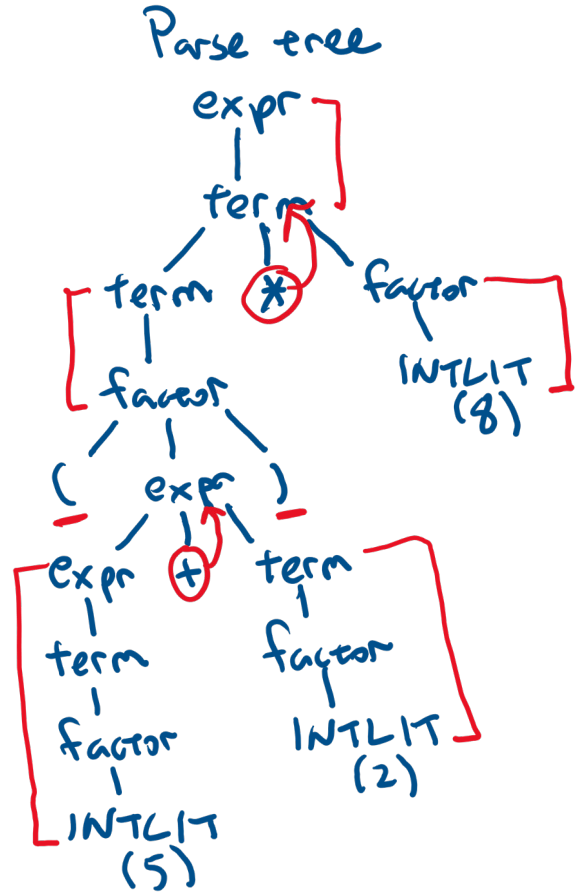 Parse tree
expr
term
term * factor
factor INTLIT
(8)
( expr )
expr + term
term factor
factor INTLIT
(2)
INTLIT
(5)